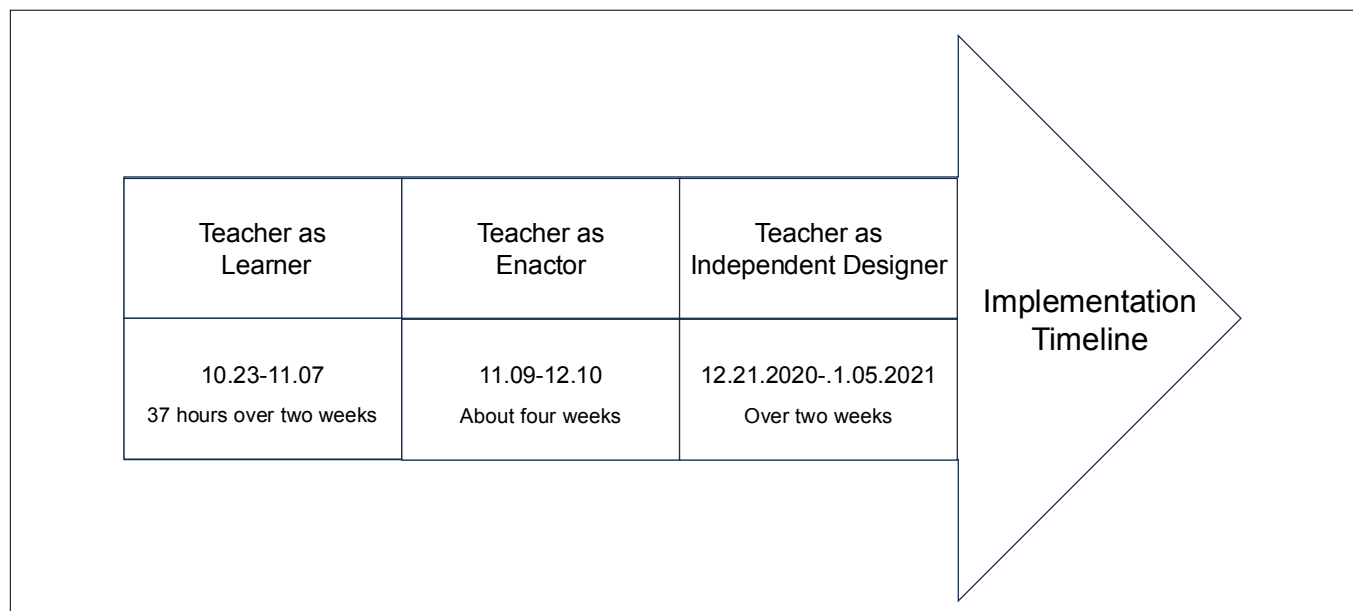 Teacher as
Learner
Teacher as
Enactor
Teacher as
Independent Designer
10.23-11.07
37 hours over two weeks
11.09-12.10
About four weeks
12.21.2020-.1.05.2021
Over two weeks
Implementation
Timeline